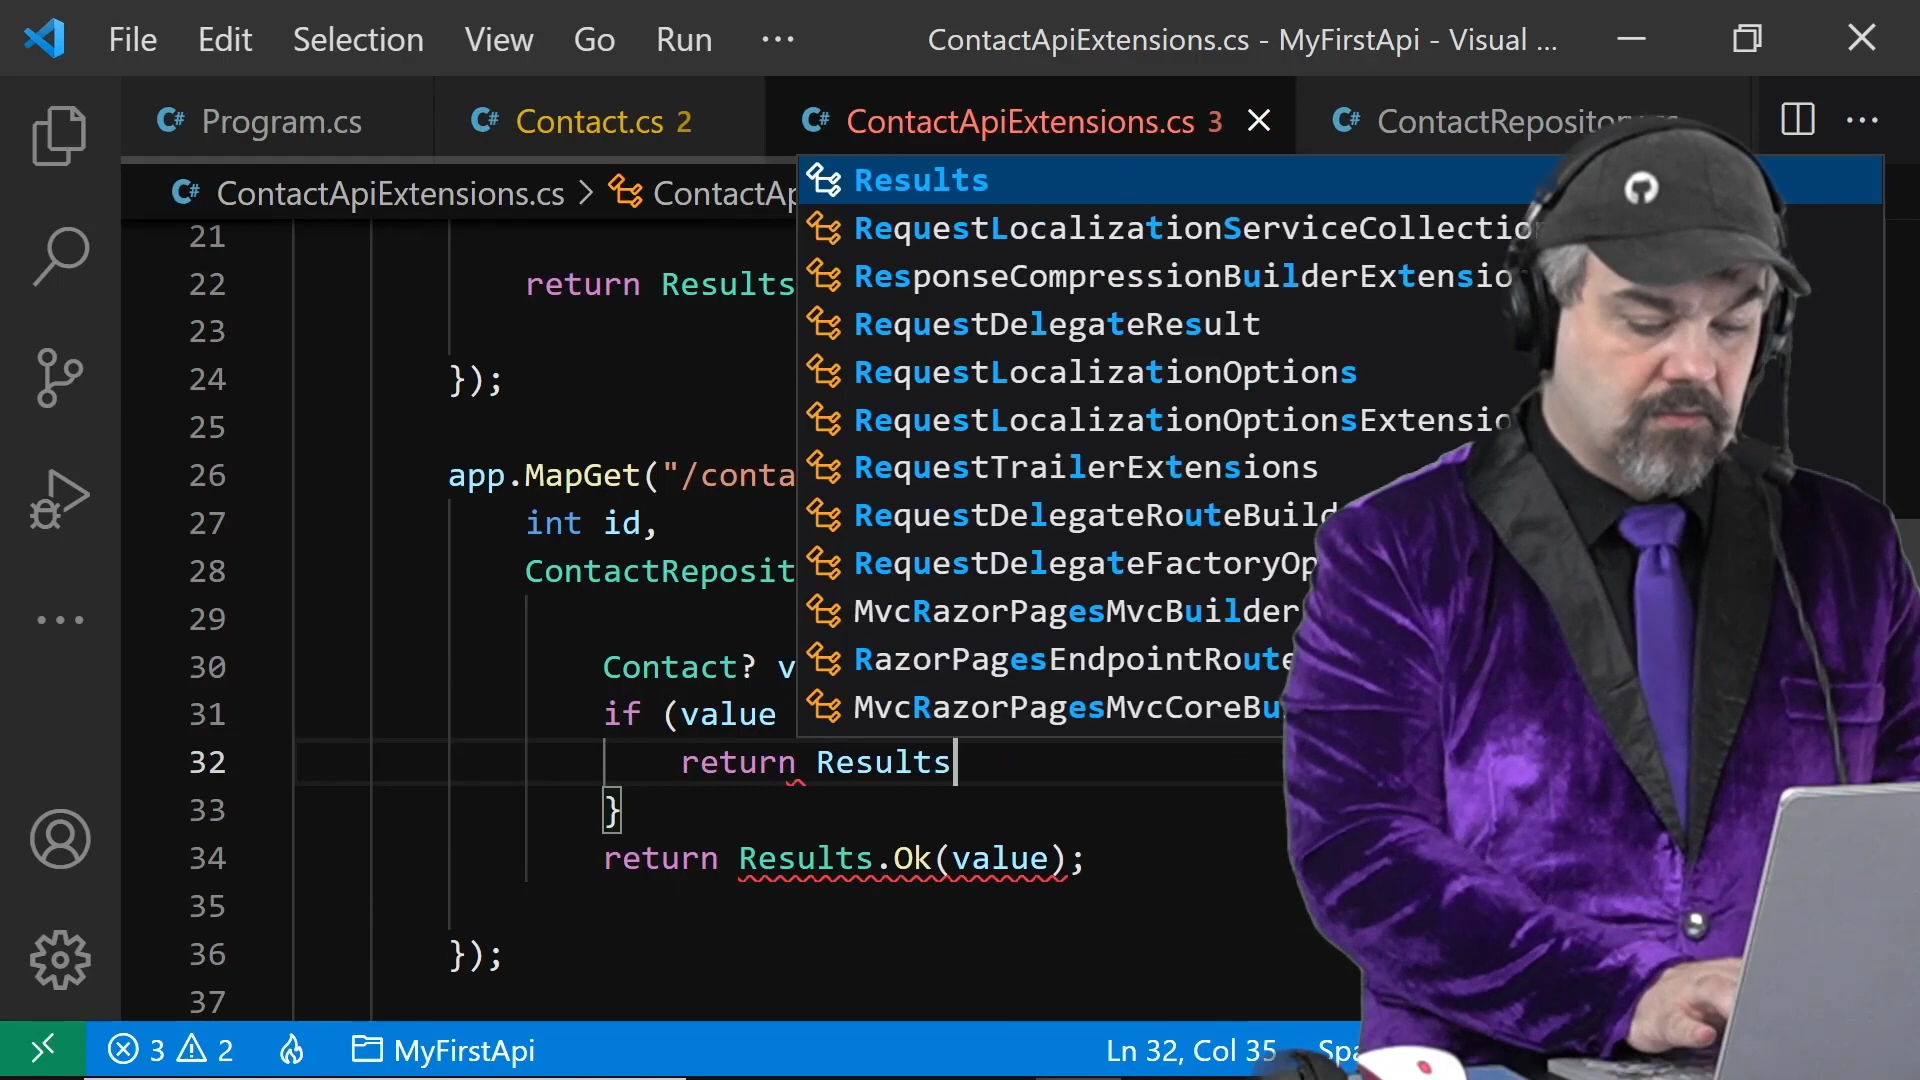 File Edit Selection View Go Run ···
ContactApiExtensions.cs - MyFirstApi - Visual ...
C# Program.cs
C# Contact.cs 2
C# ContactApiExtensions.cs 3
C# ContactRepository.cs
C# ContactApiExtensions.cs > ContactAp
Results
RequestLocalizationServiceCollectio
ResponseCompressionBuilderExtensio
RequestDelegateResult
RequestLocalizationOptions
RequestLocalizationOptionsExtensio
RequestTrailerExtensions
RequestDelegateRouteBuild
RequestDelegateFactoryOp
MvcRazorPagesMvcBuilder
RazorPagesEndpointRoute
MvcRazorPagesMvcCoreBu
21
22 return Results
23
24 });
25
26 app.MapGet("/conta
27 int id,
28 ContactReposit
29
30 Contact? v
31 if (value
32 return Results
33 }
34 return Results.Ok(value);
35
36 });
37
3 2 MyFirstApi Ln 32, Col 35 Spa